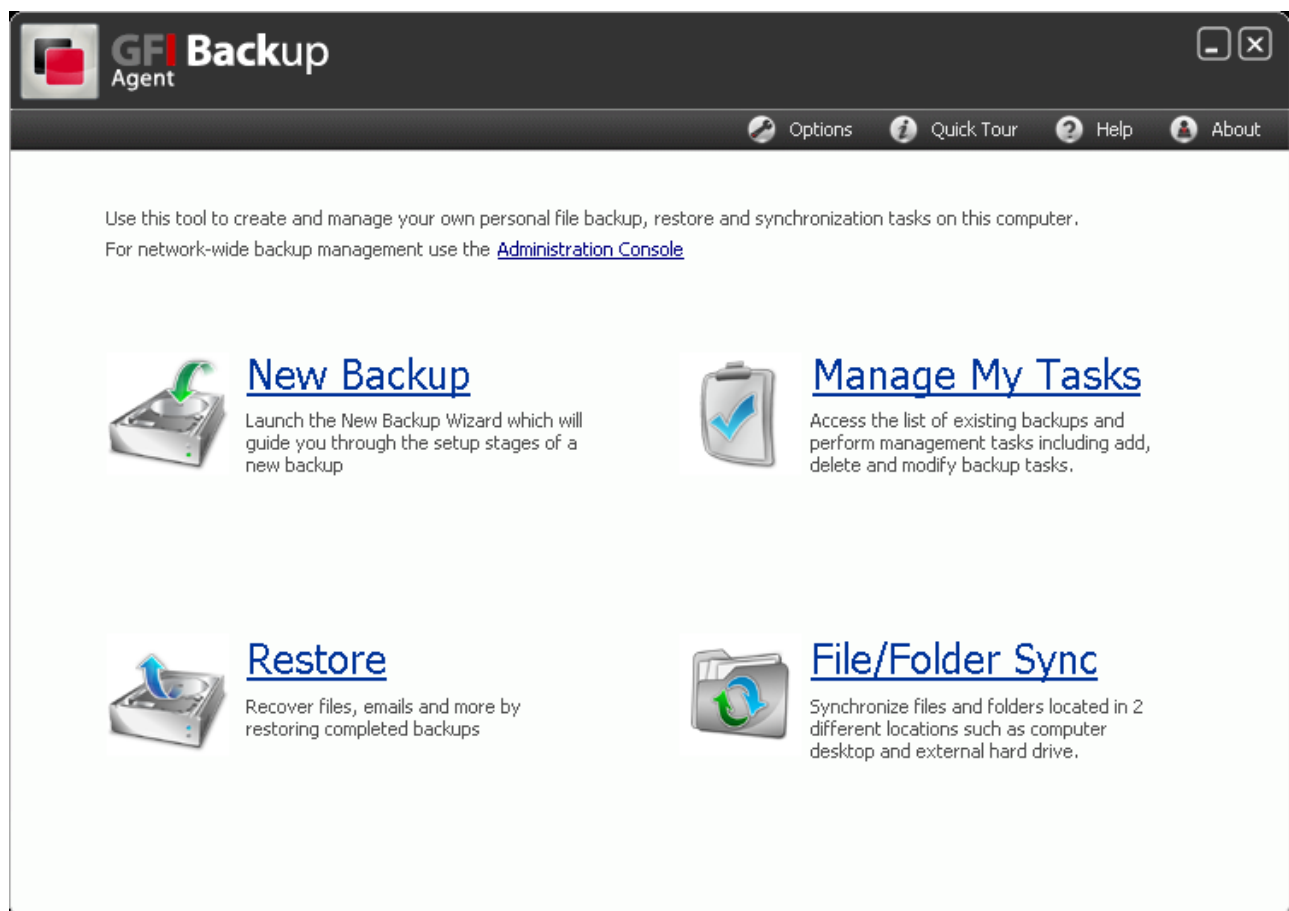 GFI Backup
Agent
Options Quick Tour Help About
Use this tool to create and manage your own personal file backup, restore and synchronization tasks on this computer.
For network-wide backup management use the Administration Console
New Backup
Launch the New Backup Wizard which will
guide you through the setup stages of a
new backup
Manage My Tasks
Access the list of existing backups and
perform management tasks including add,
delete and modify backup tasks.
Restore
Recover files, emails and more by
restoring completed backups
File/Folder Sync
Synchronize files and folders located in 2
different locations such as computer
desktop and external hard drive.